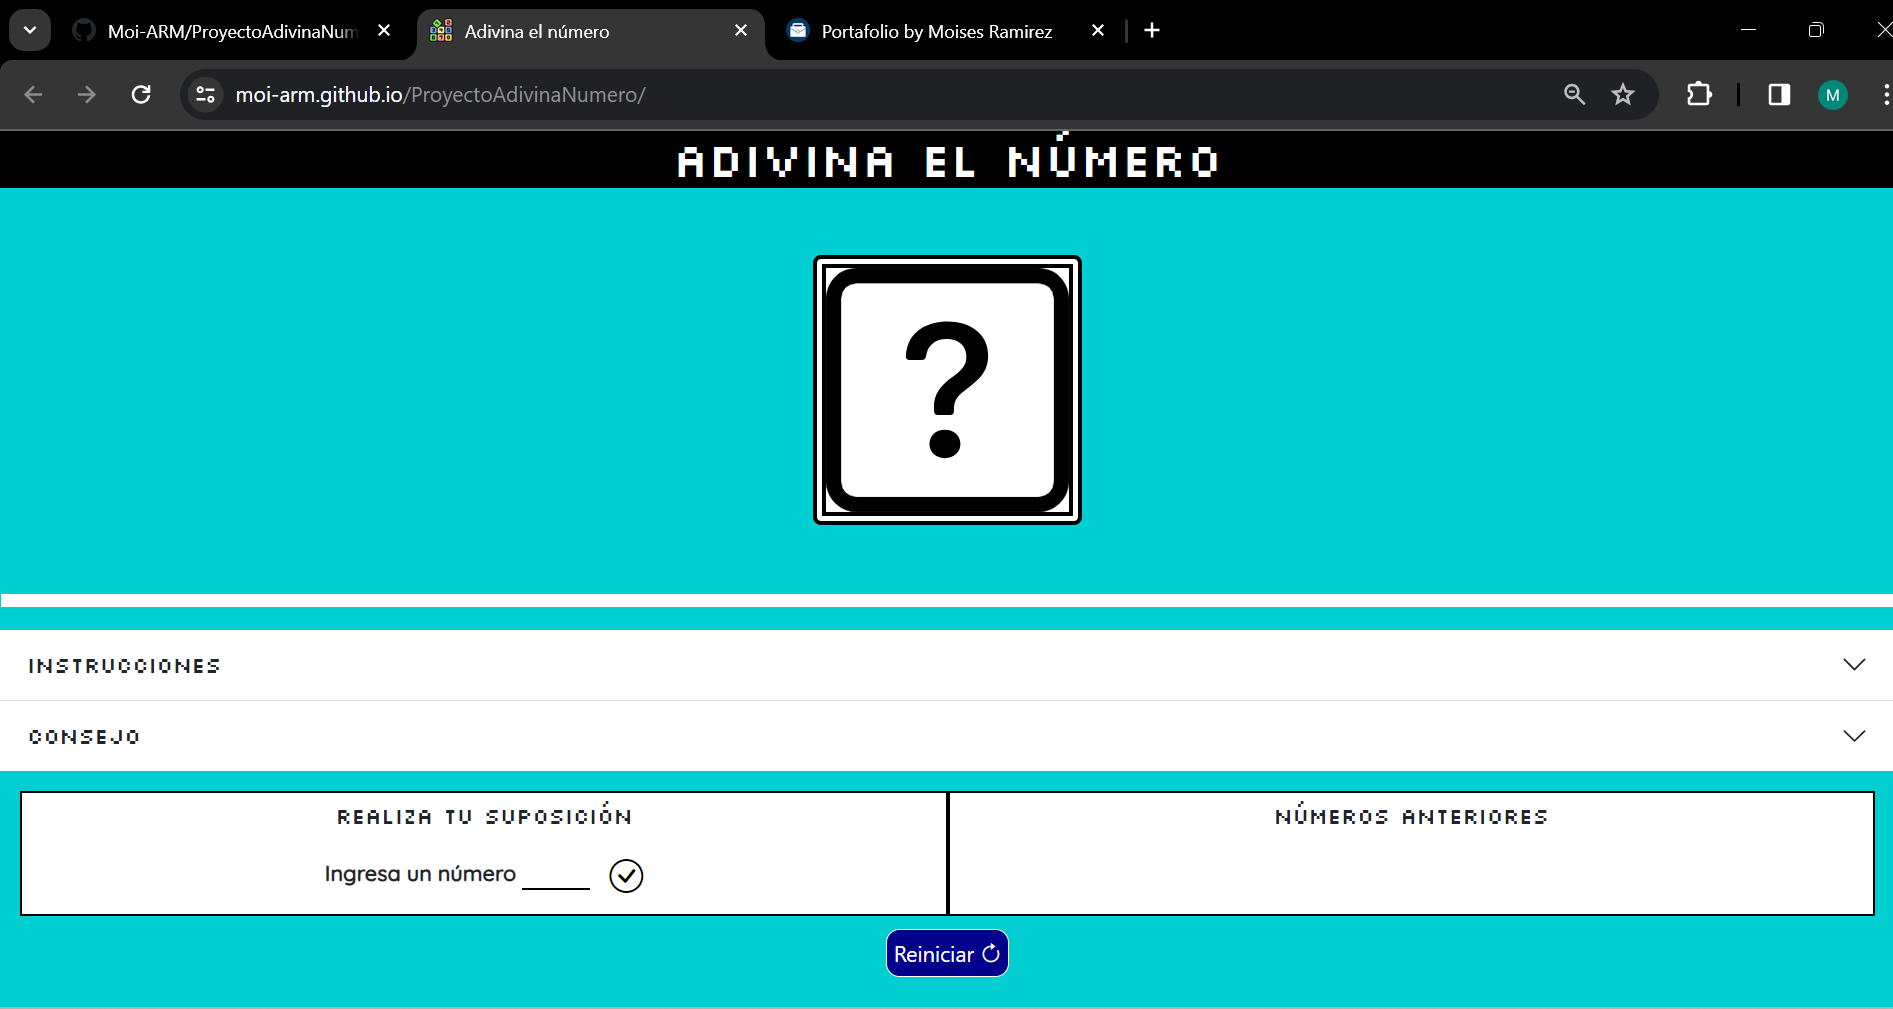 Moi-ARM/ProyectoAdivinaNum
Adivina el número
Portafolio by Moises Ramirez
moi-arm.github.io/ProyectoAdivinaNumero/
M
ADIVINA EL NÚMERO
?
INSTRUCCIONES
CONSEJO
REALIZA TU SUPOSICIÓN
Ingresa un número
NÚMEROS ANTERIORES
Reiniciar